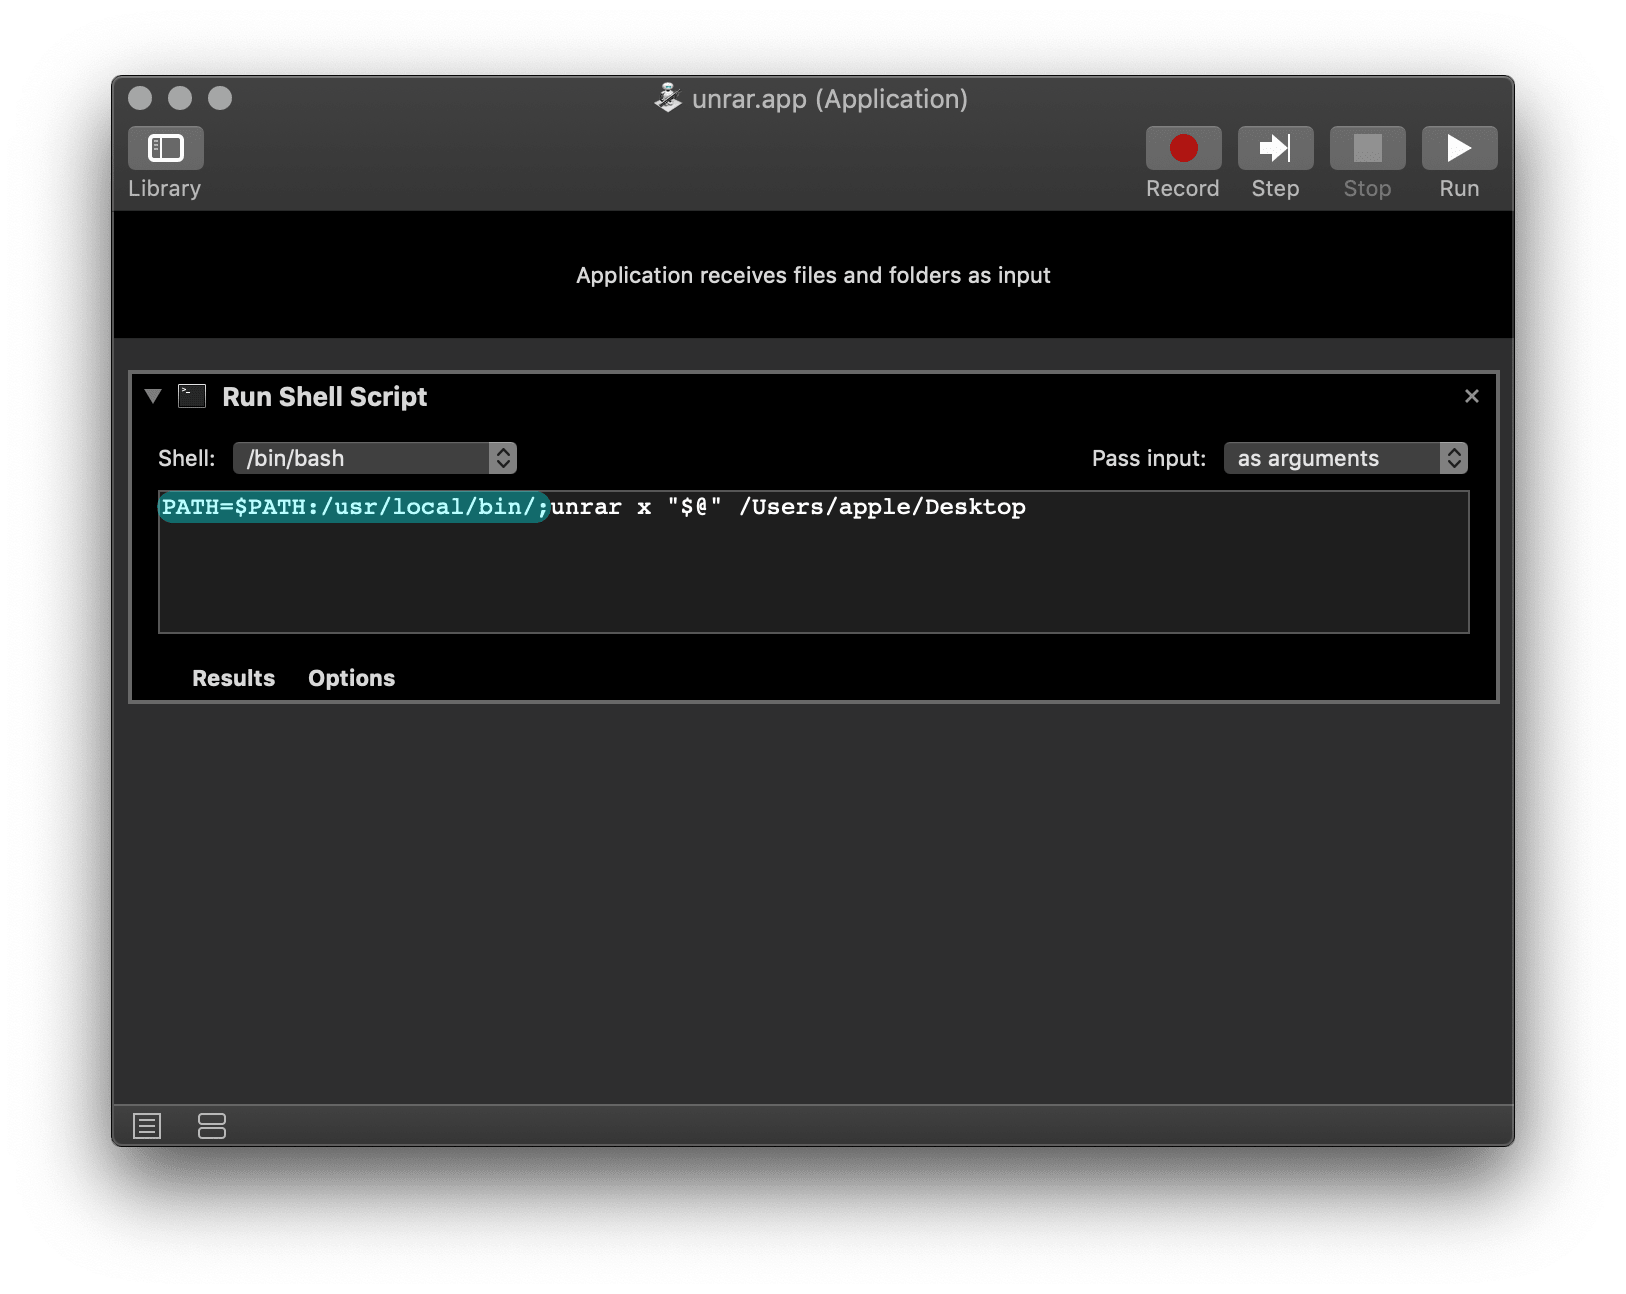 unrar.app (Application)
Library
Record Step Stop Run
Application receives files and folders as input
Run Shell Script
Shell: /bin/bash Pass input: as arguments
PATH=$PATH:/usr/local/bin/;unrar x "$@" /Users/apple/Desktop
Results Options